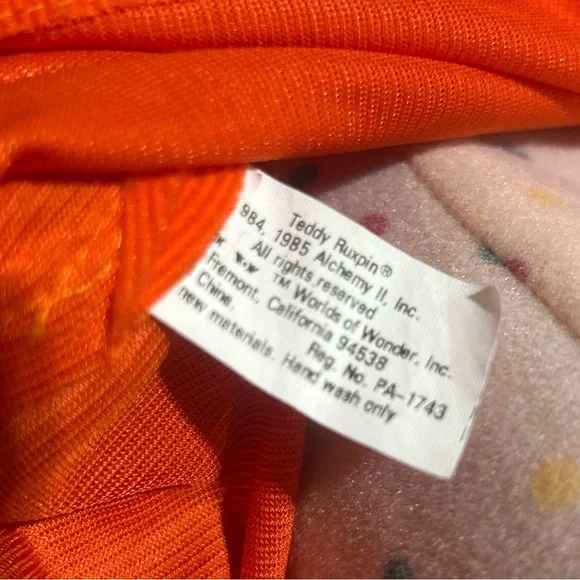 Teddy Ruxpin®
984, 1985 Alchemy II, Inc.
All rights reserved
TM Worlds of Wonder, Inc.
Fremont, California 94538
China. Reg. No. PA-1743
new materials. Hand wash only